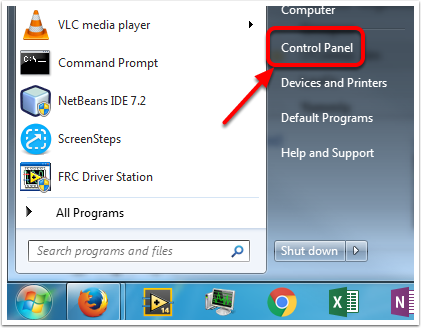 VLC media player
Command Prompt
NetBeans IDE 7.2
ScreenSteps
FRC Driver Station
All Programs
Search programs and files
Computer
Control Panel
Devices and Printers
Default Programs
Help and Support
Shut down
14